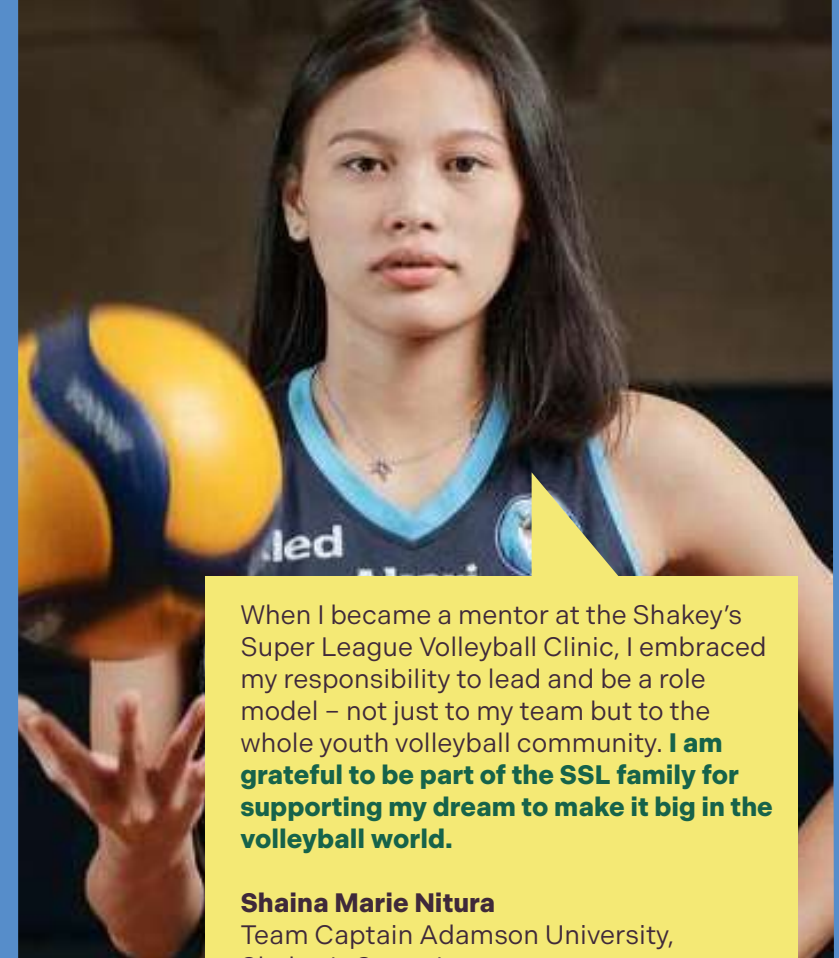 When I became a mentor at the Shakey’s
Super League Volleyball Clinic, I embraced
my responsibility to lead and be a role
model – not just to my team but to the
whole youth volleyball community. I am
grateful to be part of the SSL family for
supporting my dream to make it big in the
volleyball world.
Shaina Marie Nitura
Team Captain Adamson University,